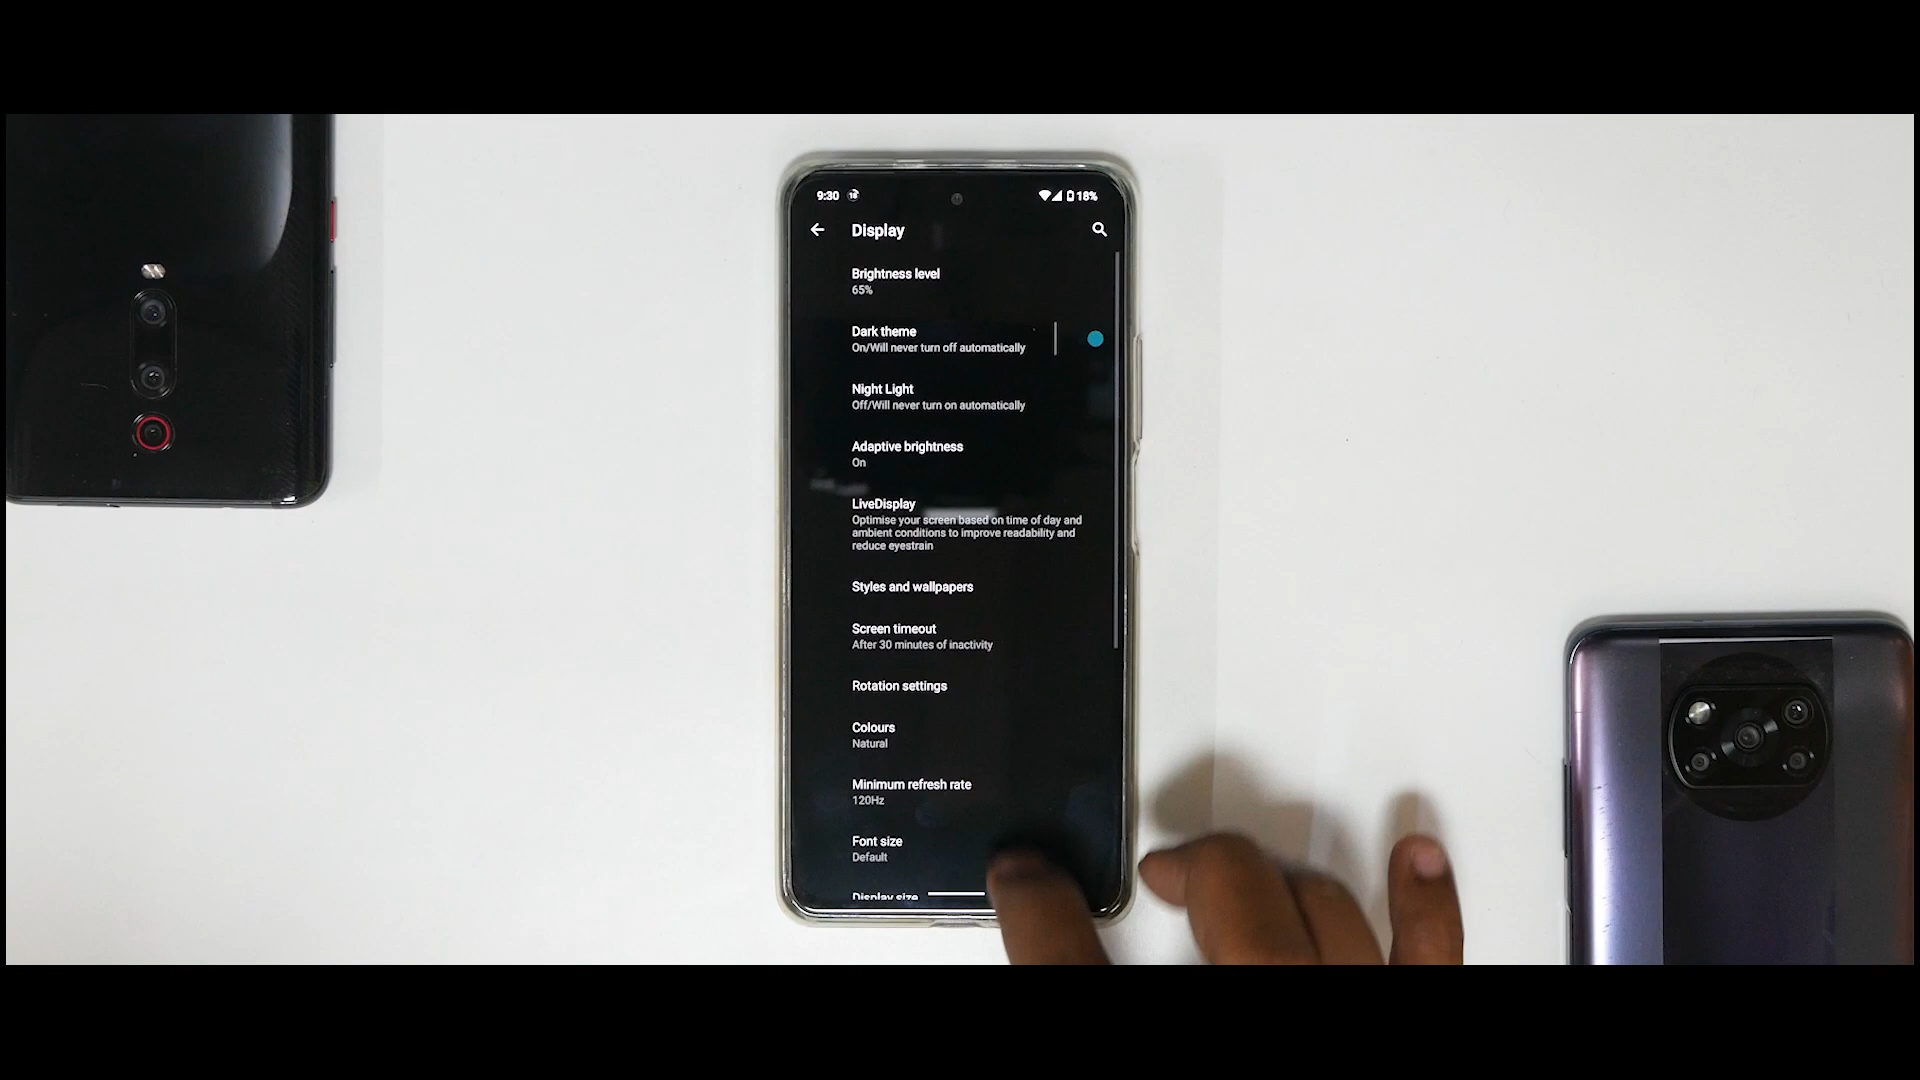 9:30 18%
Display
Brightness level
65%
Dark theme
On/Will never turn off automatically
Night Light
Off/Will never turn on automatically
Adaptive brightness
On
LiveDisplay
Optimise your screen based on time of day and
ambient conditions to improve readability and
reduce eyestrain
Styles and wallpapers
Screen timeout
After 30 minutes of inactivity
Rotation settings
Colours
Natural
Minimum refresh rate
120Hz
Font size
Default
Display size